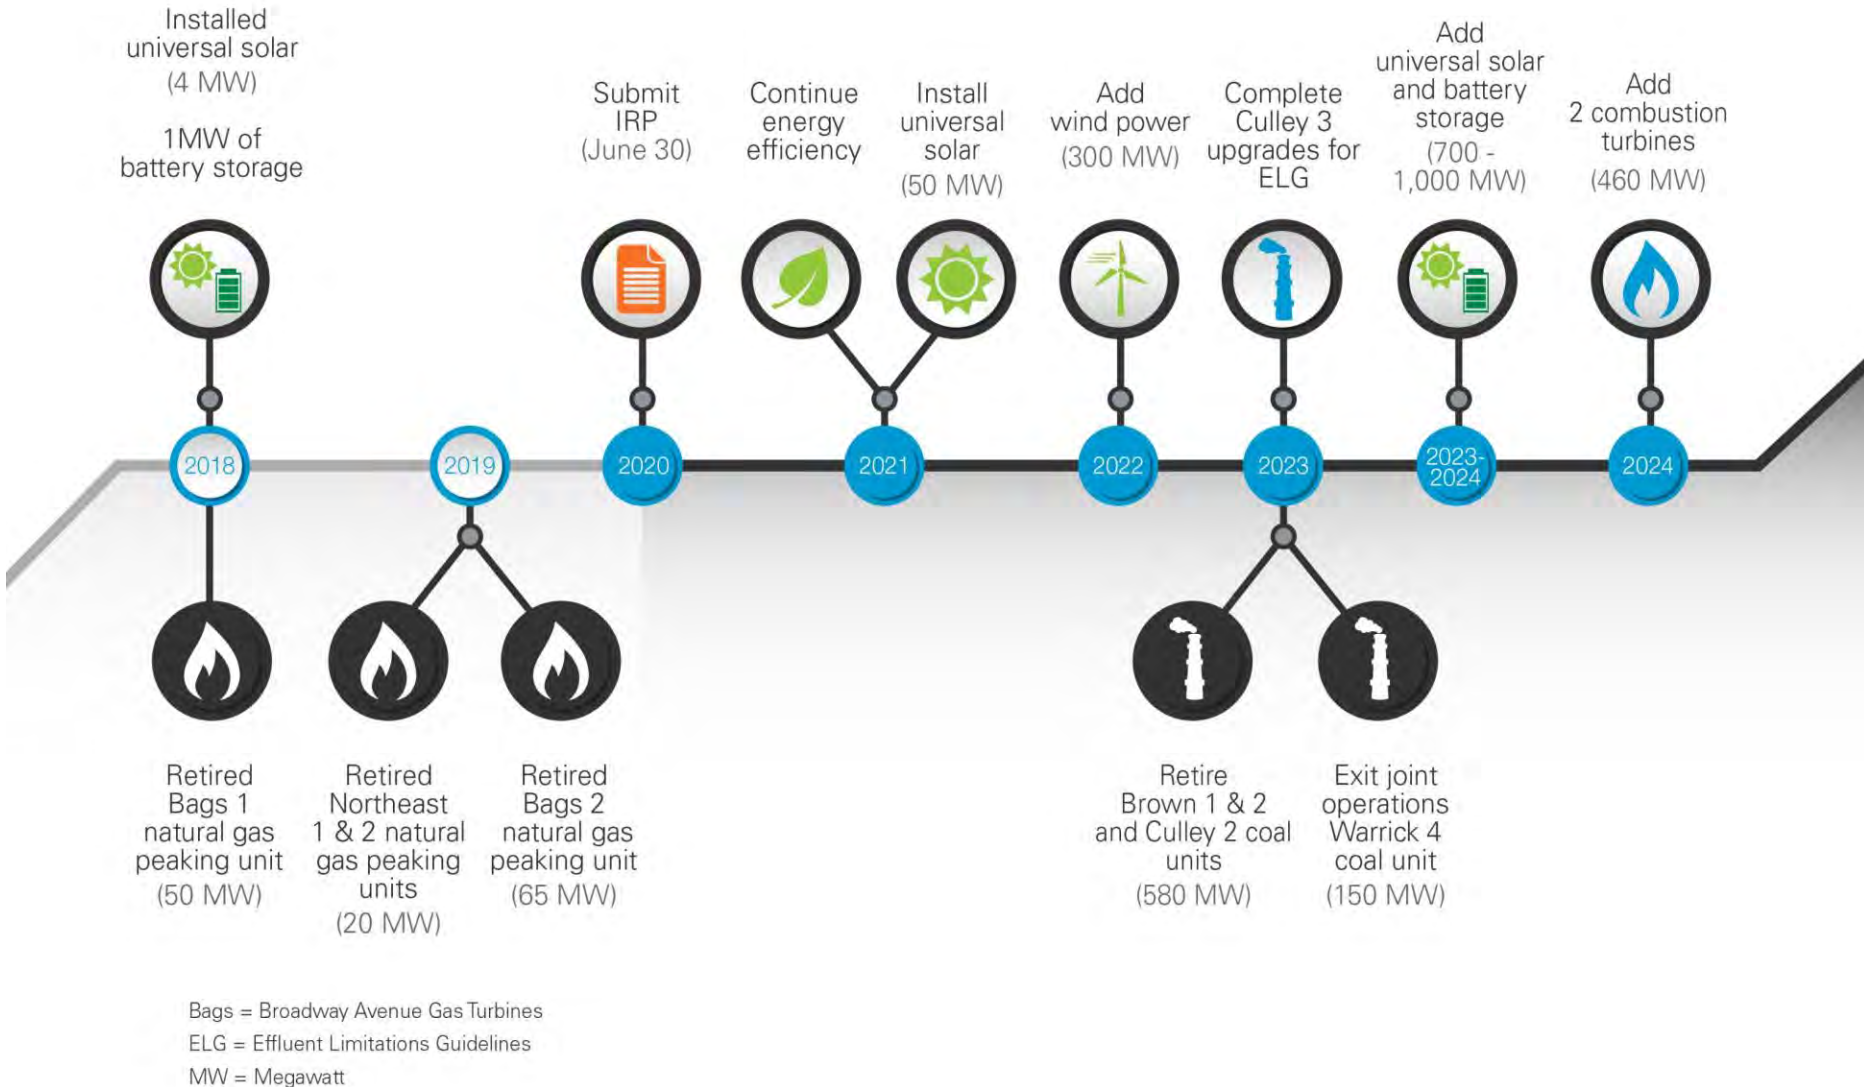 Installed
universal solar
(4 MW)
1MW of
battery storage
Submit
IRP
(June 30)
Continue
energy
efficiency
Install
universal
solar
(50 MW)
Add
wind power
(300 MW)
Complete
Culley 3
upgrades for
ELG
Add
universal solar
and battery
storage
(700 -
1,000 MW)
Add
2 combustion
turbines
(460 MW)
2018
2019
2020
2021
2022
2023
2023-
2024
2024
Retired
Bags 1
natural gas
peaking unit
(50 MW)
Retired
Northeast
1 & 2 natural
gas peaking
units
(20 MW)
Retired
Bags 2
natural gas
peaking unit
(65 MW)
Retire
Brown 1 & 2
and Culley 2 coal
units
(580 MW)
Exit joint
operations
Warrick 4
coal unit
(150 MW)
Bags = Broadway Avenue Gas Turbines
ELG = Effluent Limitations Guidelines
MW = Megawatt